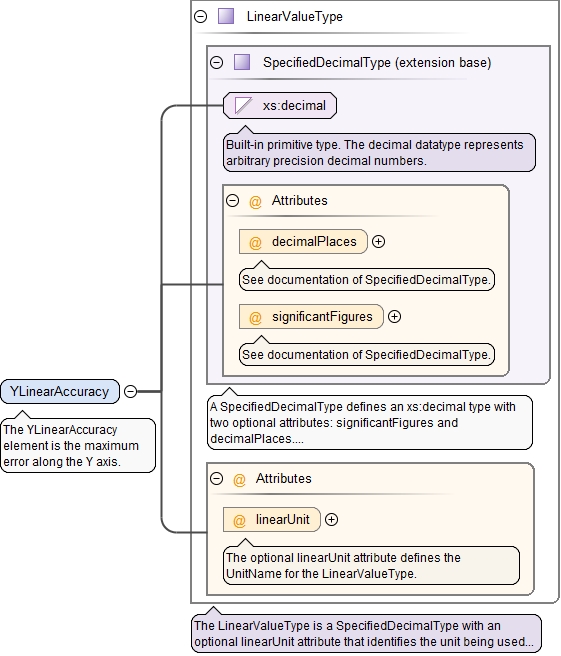 LinearValueType
SpecifiedDecimalType (extension base)
xs:decimal
Built-in primitive type. The decimal datatype represents
arbitrary precision decimal numbers.
@ Attributes
@ decimalPlaces
See documentation of SpecifiedDecimalType.
@ significantFigures
See documentation of SpecifiedDecimalType.
YLinearAccuracy
The YLinearAccuracy
element is the maximum
error along the Y axis.
A SpecifiedDecimalType defines an xs:decimal type with
two optional attributes: significantFigures and
decimalPlaces....
@ Attributes
@ linearUnit
The optional linearUnit attribute defines the
UnitName for the LinearValueType.
The LinearValueType is a SpecifiedDecimalType with an
optional linearUnit attribute that identifies the unit being used...